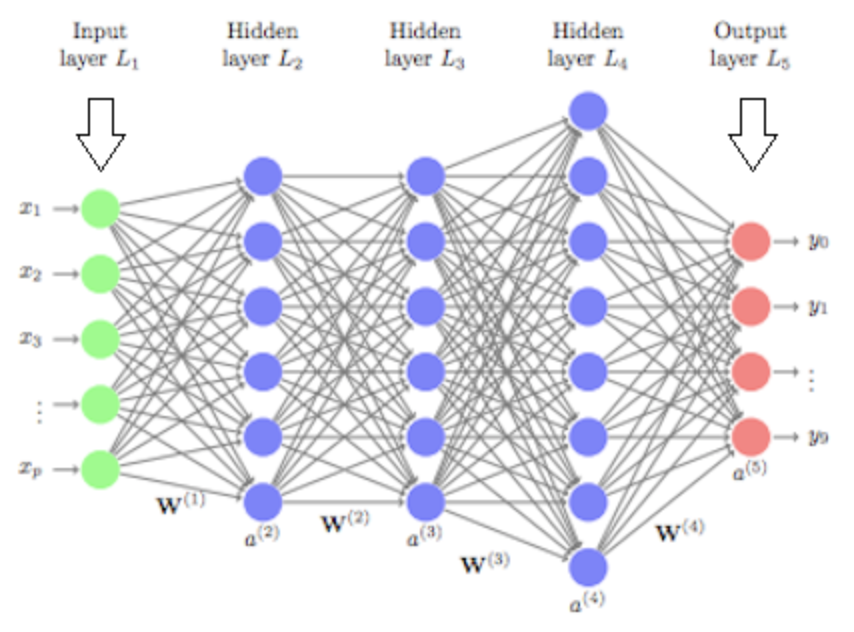 Input
layer L₁
Hidden
layer L₂
Hidden
layer L₃
Hidden
layer L₄
Output
layer L₅
x₁
x₂
x₃
⋮
xₚ
y₀
y₁
⋮
y₉
W⁽¹⁾
a⁽²⁾
W⁽²⁾
a⁽³⁾
W⁽³⁾
a⁽⁴⁾
W⁽⁴⁾
a⁽⁵⁾